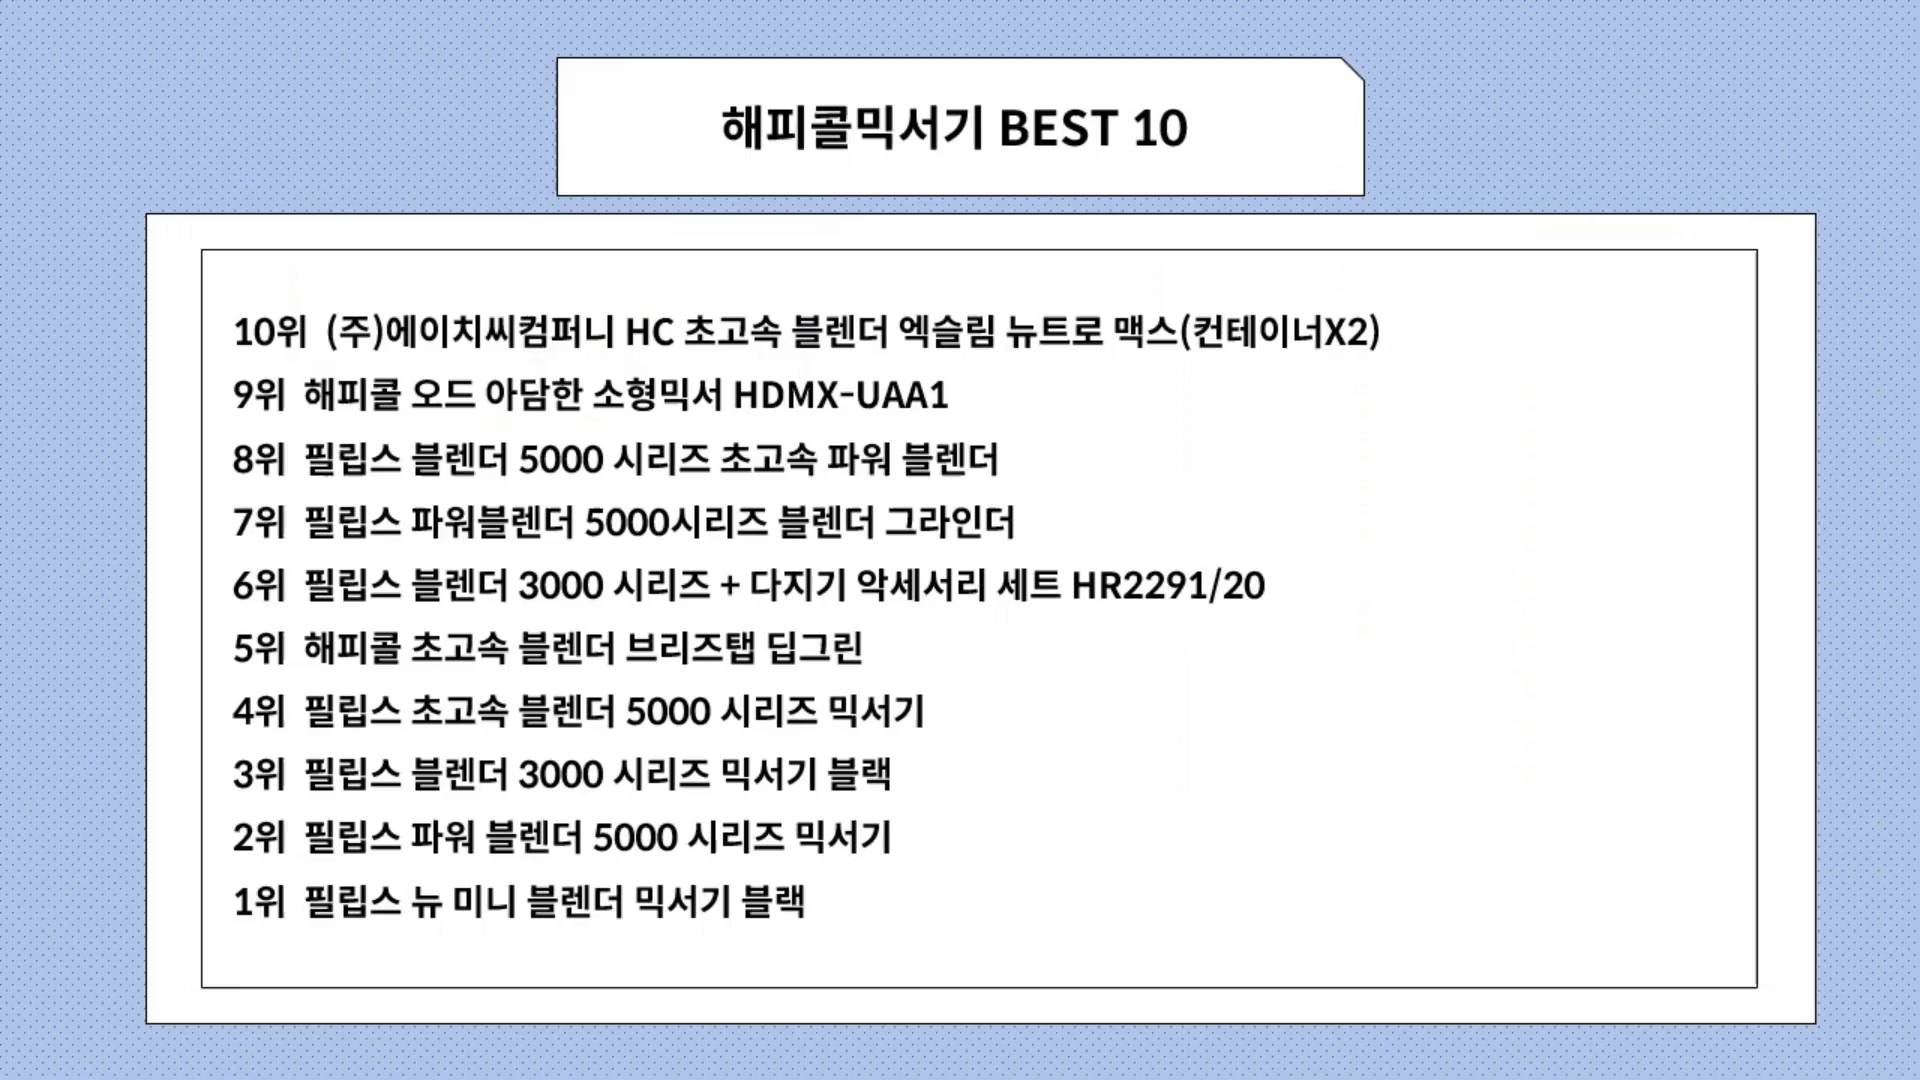 해피콜믹서기 BEST 10
10위 (주)에이치씨컴퍼니 HC 초고속 블렌더 엑슬림 뉴트로 맥스(컨테이너X2)
9위 해피콜 오드 아담한 소형믹서 HDMX-UAA1
8위 필립스 블렌더 5000 시리즈 초고속 파워 블렌더
7위 필립스 파워블렌더 5000시리즈 블렌더 그라인더
6위 필립스 블렌더 3000 시리즈 + 다지기 악세서리 세트 HR2291/20
5위 해피콜 초고속 블렌더 브리즈탭 딥그린
4위 필립스 초고속 블렌더 5000 시리즈 믹서기
3위 필립스 블렌더 3000 시리즈 믹서기 블랙
2위 필립스 파워 블렌더 5000 시리즈 믹서기
1위 필립스 뉴 미니 블렌더 믹서기 블랙